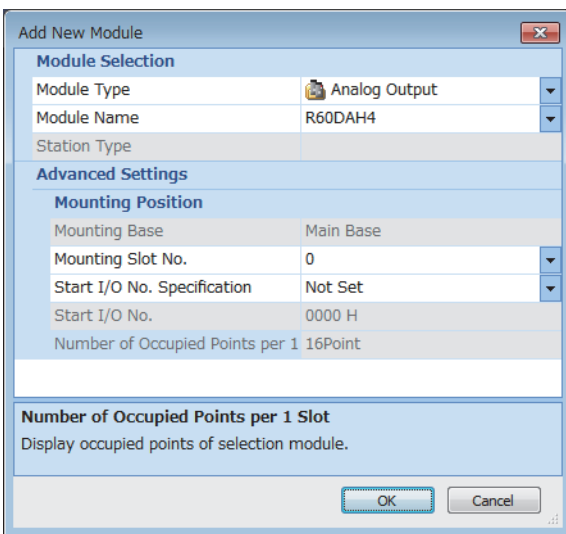 Add New Module
Module Selection
Module Type Analog Output
Module Name R60DAH4
Station Type
Advanced Settings
Mounting Position
Mounting Base Main Base
Mounting Slot No. 0
Start I/O No. Specification Not Set
Start I/O No. 0000 H
Number of Occupied Points per 1 16Point
Number of Occupied Points per 1 Slot
Display occupied points of selection module.
OK Cancel